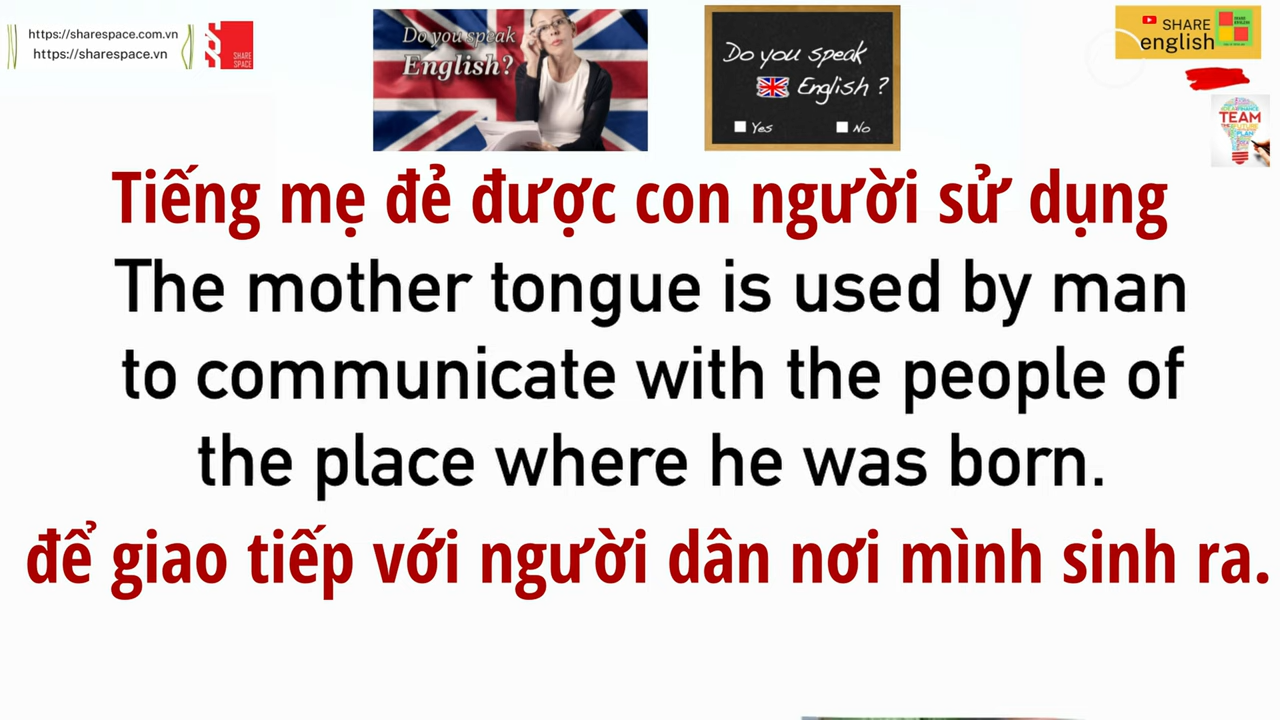 https://sharespace.com.vn
https://sharespace.vn
SHARE
SPACE
Do you speak
English?
Do you speak
English ?
Yes
No
SHARE
english
TEAM
PLAN
Tiếng mẹ đẻ được con người sử dụng
The mother tongue is used by man
to communicate with the people of
the place where he was born.
để giao tiếp với người dân nơi mình sinh ra.